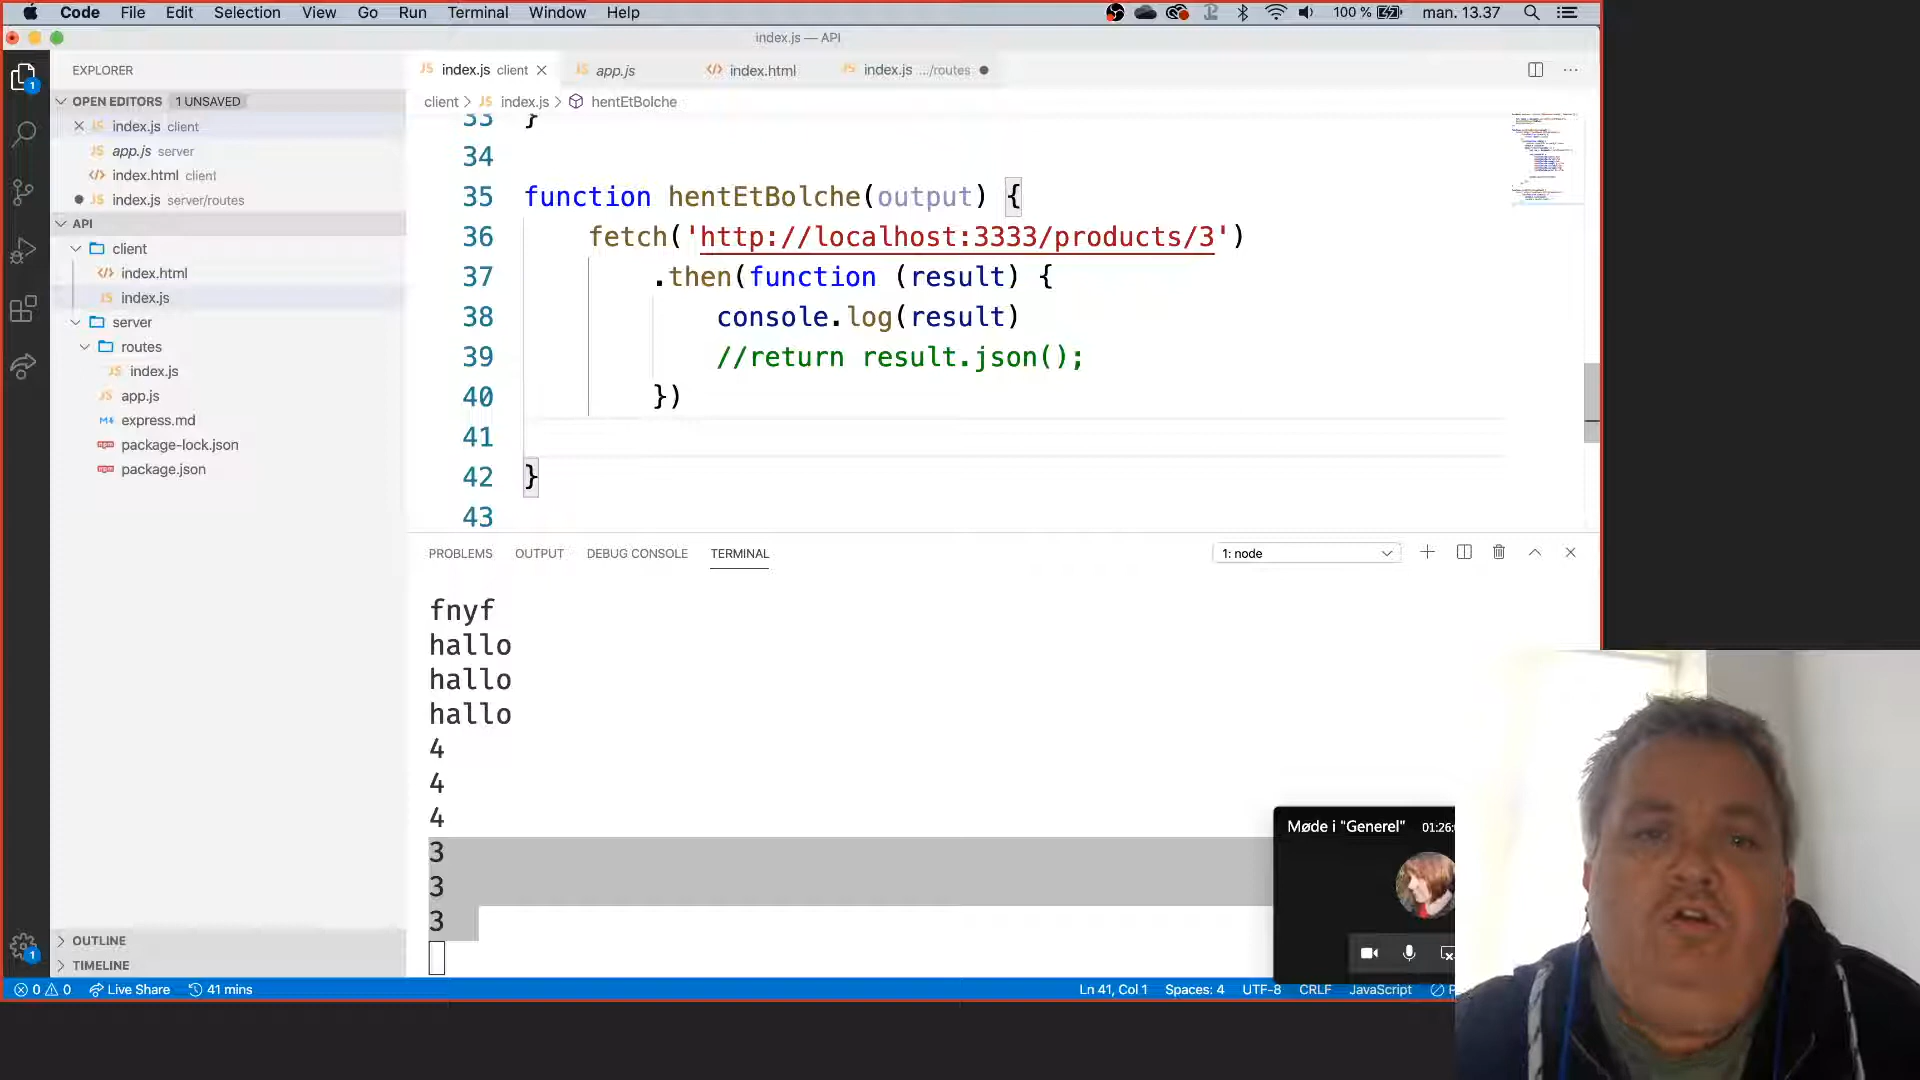 Code File Edit Selection View Go Run Terminal Window Help 100 % man. 13.37
index.js — API
EXPLORER
OPEN EDITORS 1 UNSAVED
index.js client
app.js server
index.html client
index.js server/routes
API
client
index.html
index.js
server
routes
index.js
app.js
express.md
package-lock.json
package.json
OUTLINE
TIMELINE
index.js client app.js index.html index.js .../routes
client > index.js > hentEtBolche
33 }
34
35 function hentEtBolche(output) {
36 fetch('http://localhost:3333/products/3')
37 .then(function (result) {
38 console.log(result)
39 //return result.json();
40 })
41
42 }
43
PROBLEMS OUTPUT DEBUG CONSOLE TERMINAL 1: node
fnyf
hallo
hallo
hallo
4
4
4
3
3
3
Møde i "Generel" 01:26:
0 0 Live Share 41 mins Ln 41, Col 1 Spaces: 4 UTF-8 CRLF JavaScript